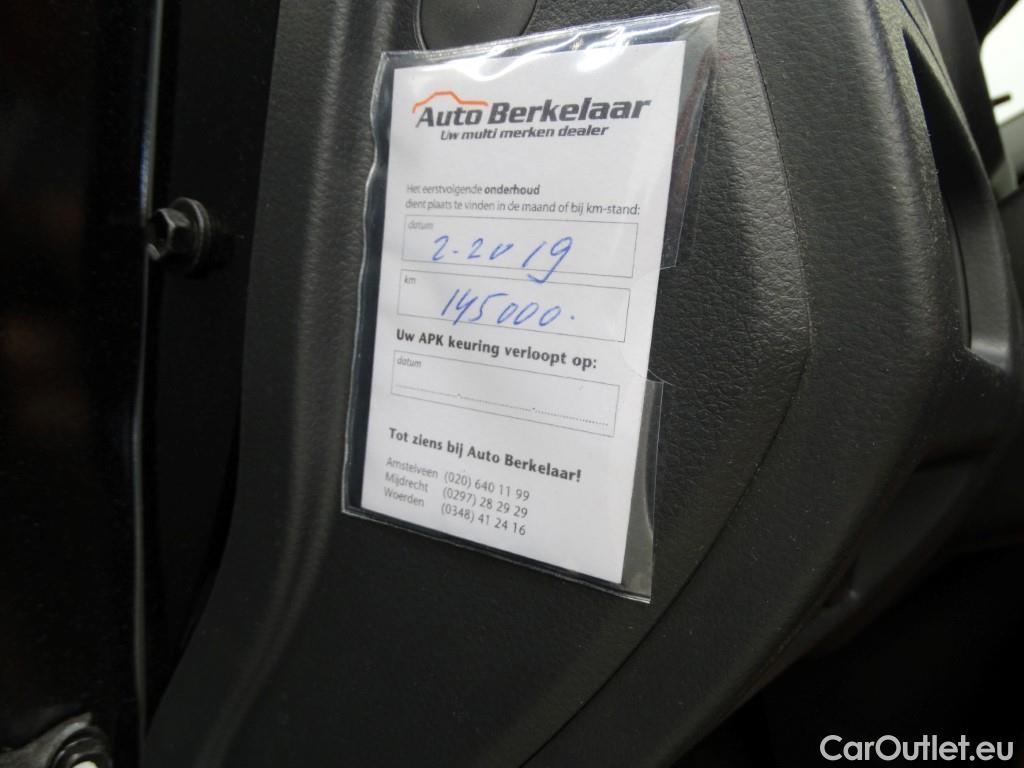 Auto Berkelaar
Uw multi merken dealer
Het eerstvolgende onderhoud
dient plaats te vinden in de maand of bij km-stand:
datum
2-2019
km
145000.
Uw APK keuring verloopt op:
datum
Tot ziens bij Auto Berkelaar!
Amstelveen (020) 640 11 99
Mijdrecht (0297) 28 29 29
Woerden (0348) 41 24 16
CarOutlet.eu